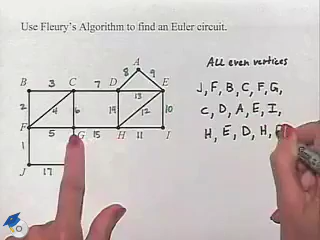 Use Fleury's Algorithm to find an Euler circuit.
All even vertices
A
8 9
B 3 C 7 D E
13
J, F, B, C, F, G,
2 4 6 14 12 10
C, D, A, E, I,
F 5 G 15 H 11 I
1
H, E, D, H,
J 17